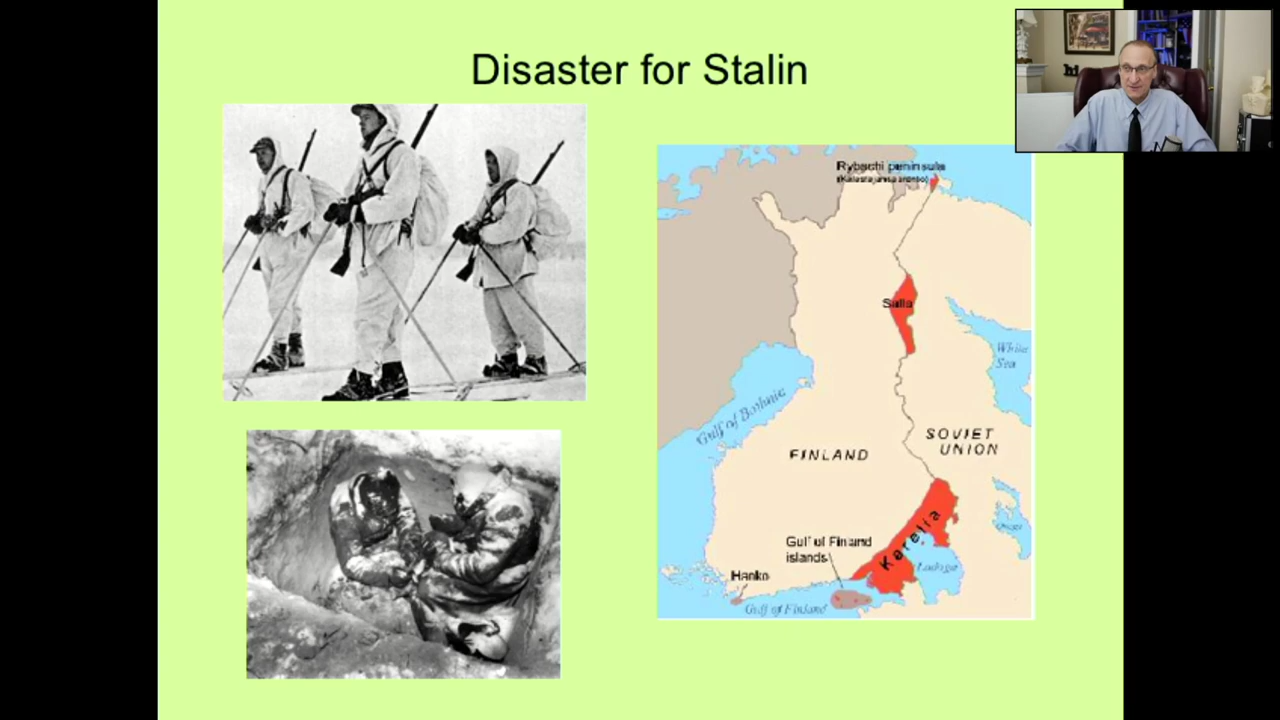 Disaster for Stalin
Rybachi peninsula
Salla
White
Sea
Gulf of Bothnia
SOVIET
UNION
FINLAND
Karelia
Gulf of Finland
islands
Ladoga
Hanko
Gulf of Finland